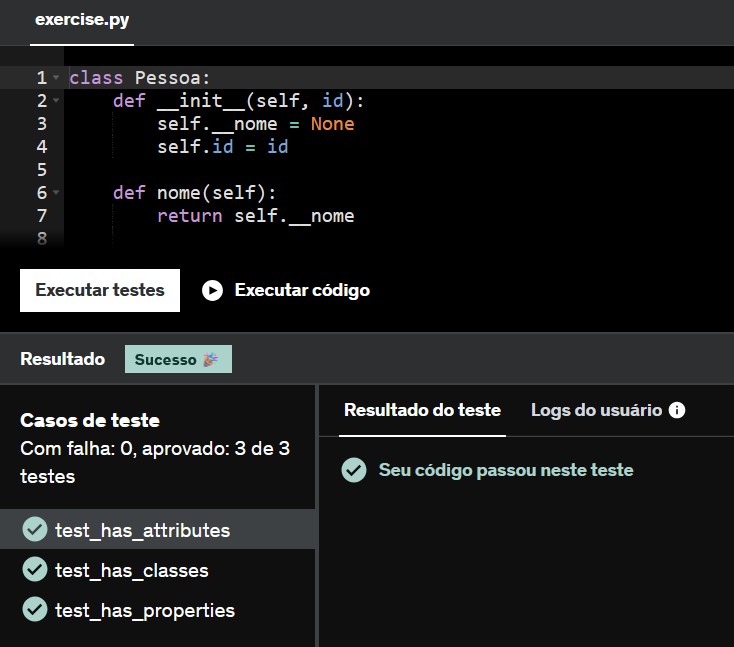 exercise.py
1 class Pessoa:
2     def __init__(self, id):
3         self.__nome = None
4         self.id = id
5
6     def nome(self):
7         return self.__nome
8
Executar testes Executar código
Resultado Sucesso 🎉
Casos de teste
Com falha: 0, aprovado: 3 de 3
testes
test_has_attributes
test_has_classes
test_has_properties
Resultado do teste Logs do usuário
Seu código passou neste teste